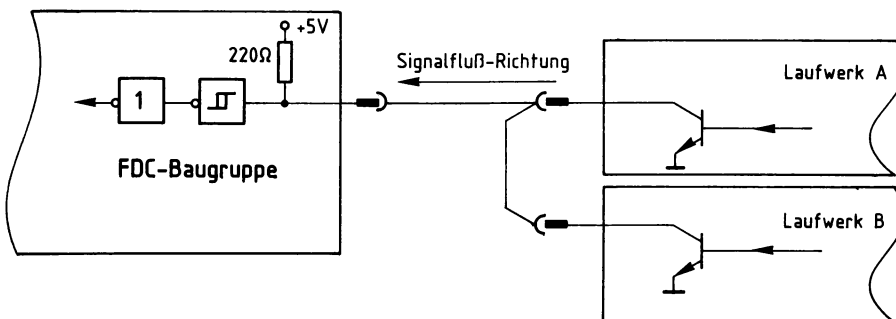 +5V
220Ω
Signalfluß-Richtung
Laufwerk A
1
FDC-Baugruppe
Laufwerk B